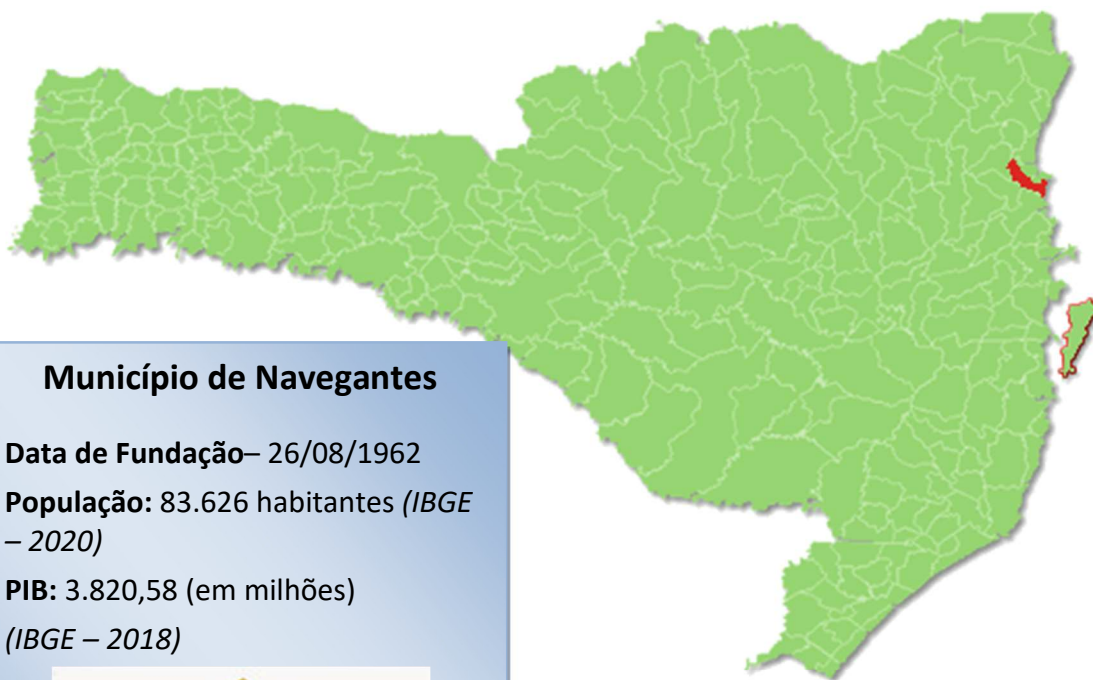 Município de Navegantes
Data de Fundação– 26/08/1962
População: 83.626 habitantes (IBGE
– 2020)
PIB: 3.820,58 (em milhões)
(IBGE – 2018)